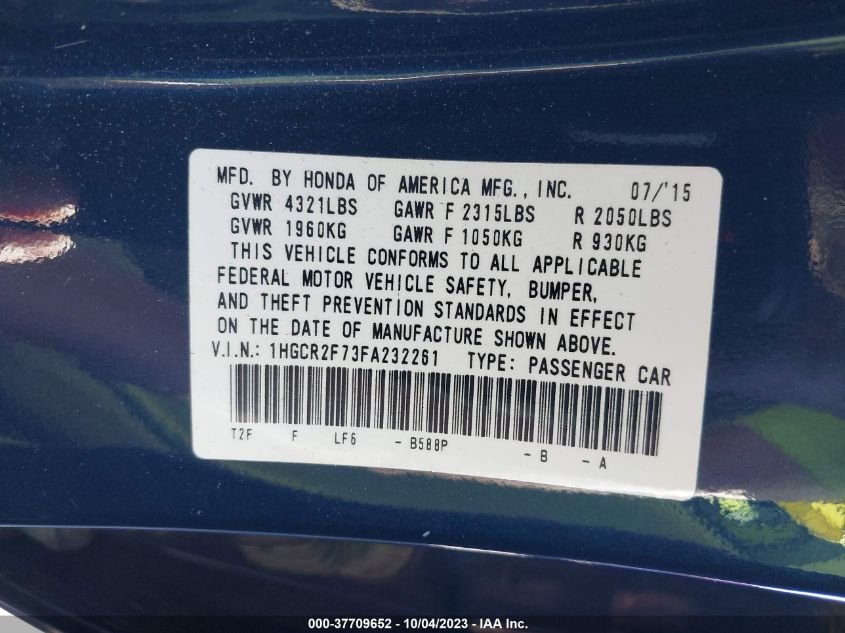 MFD. BY HONDA OF AMERICA MFG., INC. 07/'15
GVWR 4321LBS GAWR F 2315LBS R 2050LBS
GVWR 1960KG GAWR F 1050KG R 930KG
THIS VEHICLE CONFORMS TO ALL APPLICABLE
FEDERAL MOTOR VEHICLE SAFETY, BUMPER,
AND THEFT PREVENTION STANDARDS IN EFFECT
ON THE DATE OF MANUFACTURE SHOWN ABOVE.
V.I.N.: 1HGCR2F73FA232261 TYPE: PASSENGER CAR
T2F F LF6 - B588P - B - A
000-37709652 - 10/04/2023 - IAA Inc.